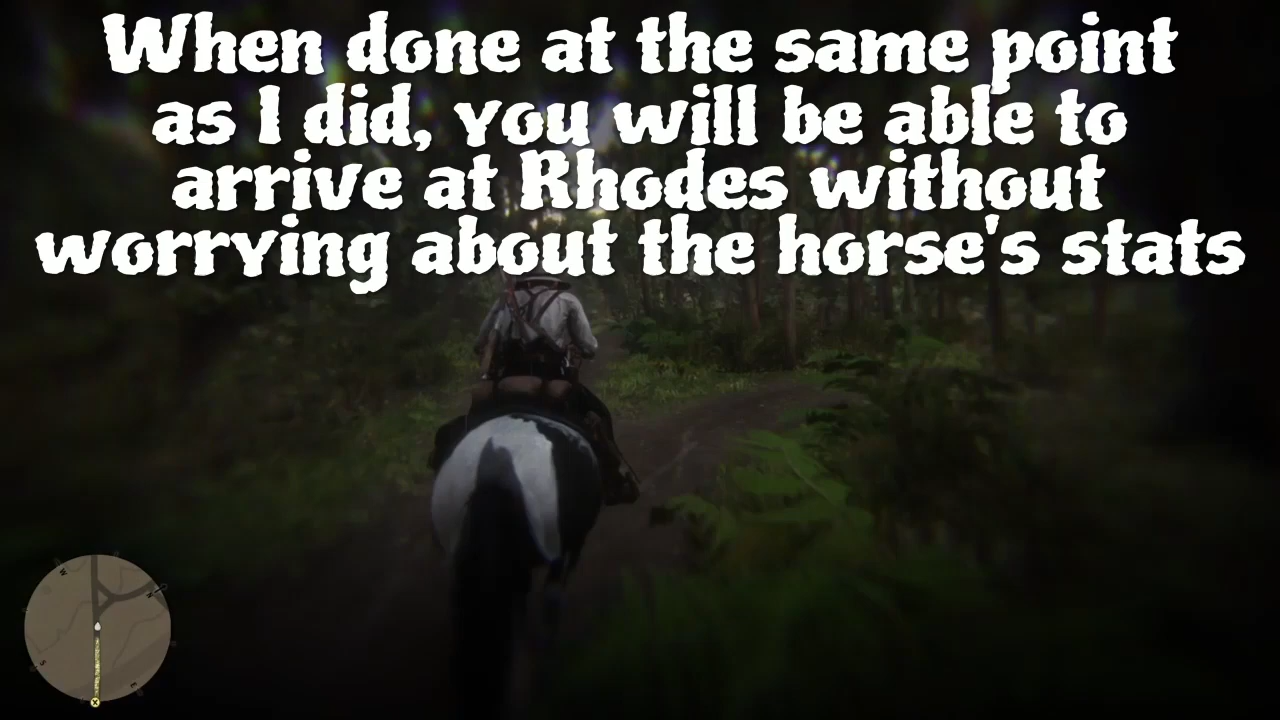 When done at the same point
as I did, you will be able to
arrive at Rhodes without
worrying about the horse's stats